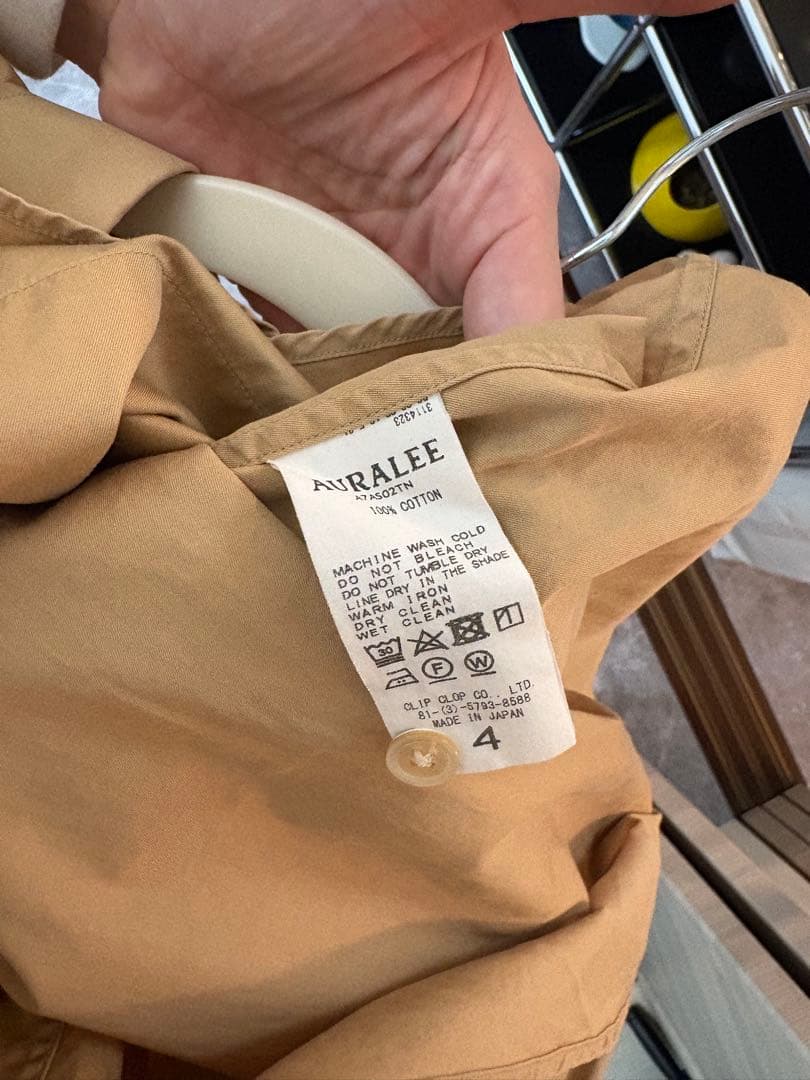 3114323
AURALEE
A7AS02TN
100% COTTON
MACHINE WASH COLD
DO NOT BLEACH
DO NOT TUMBLE DRY
LINE DRY IN THE SHADE
WARM IRON
DRY CLEAN
WET CLEAN
30
F W
CLIP CLOP CO., LTD.
81-(3)-5793-8588
MADE IN JAPAN
4